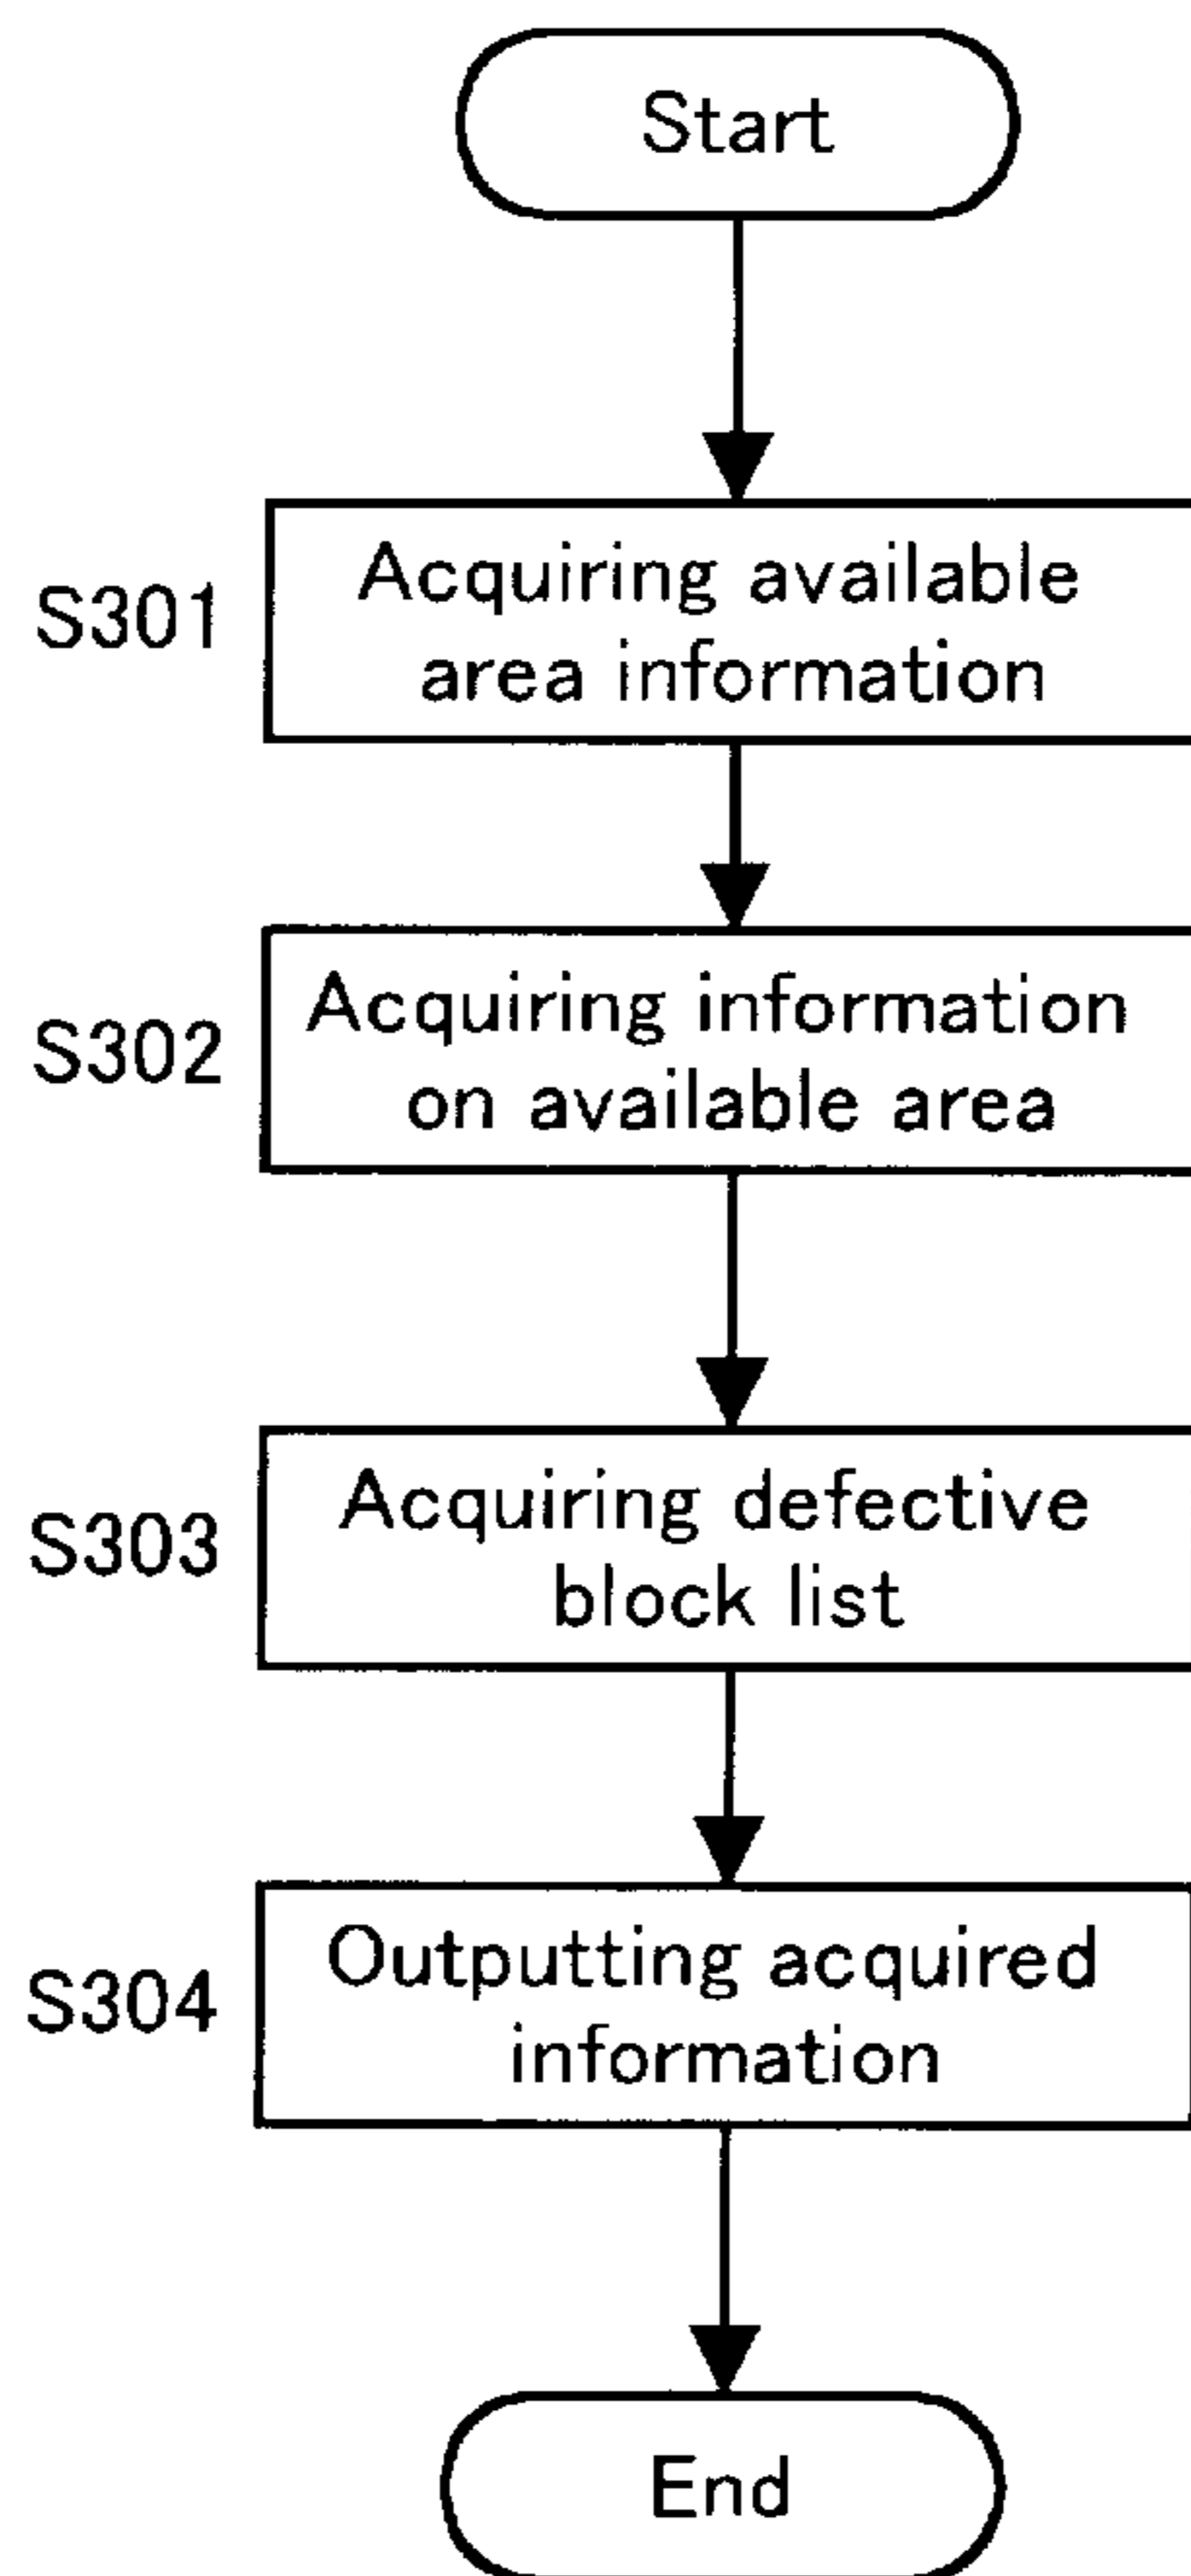 Start
S301
Acquiring available
area information
S302
Acquiring information
on available area
S303
Acquiring defective
block list
S304
Outputting acquired
information
End